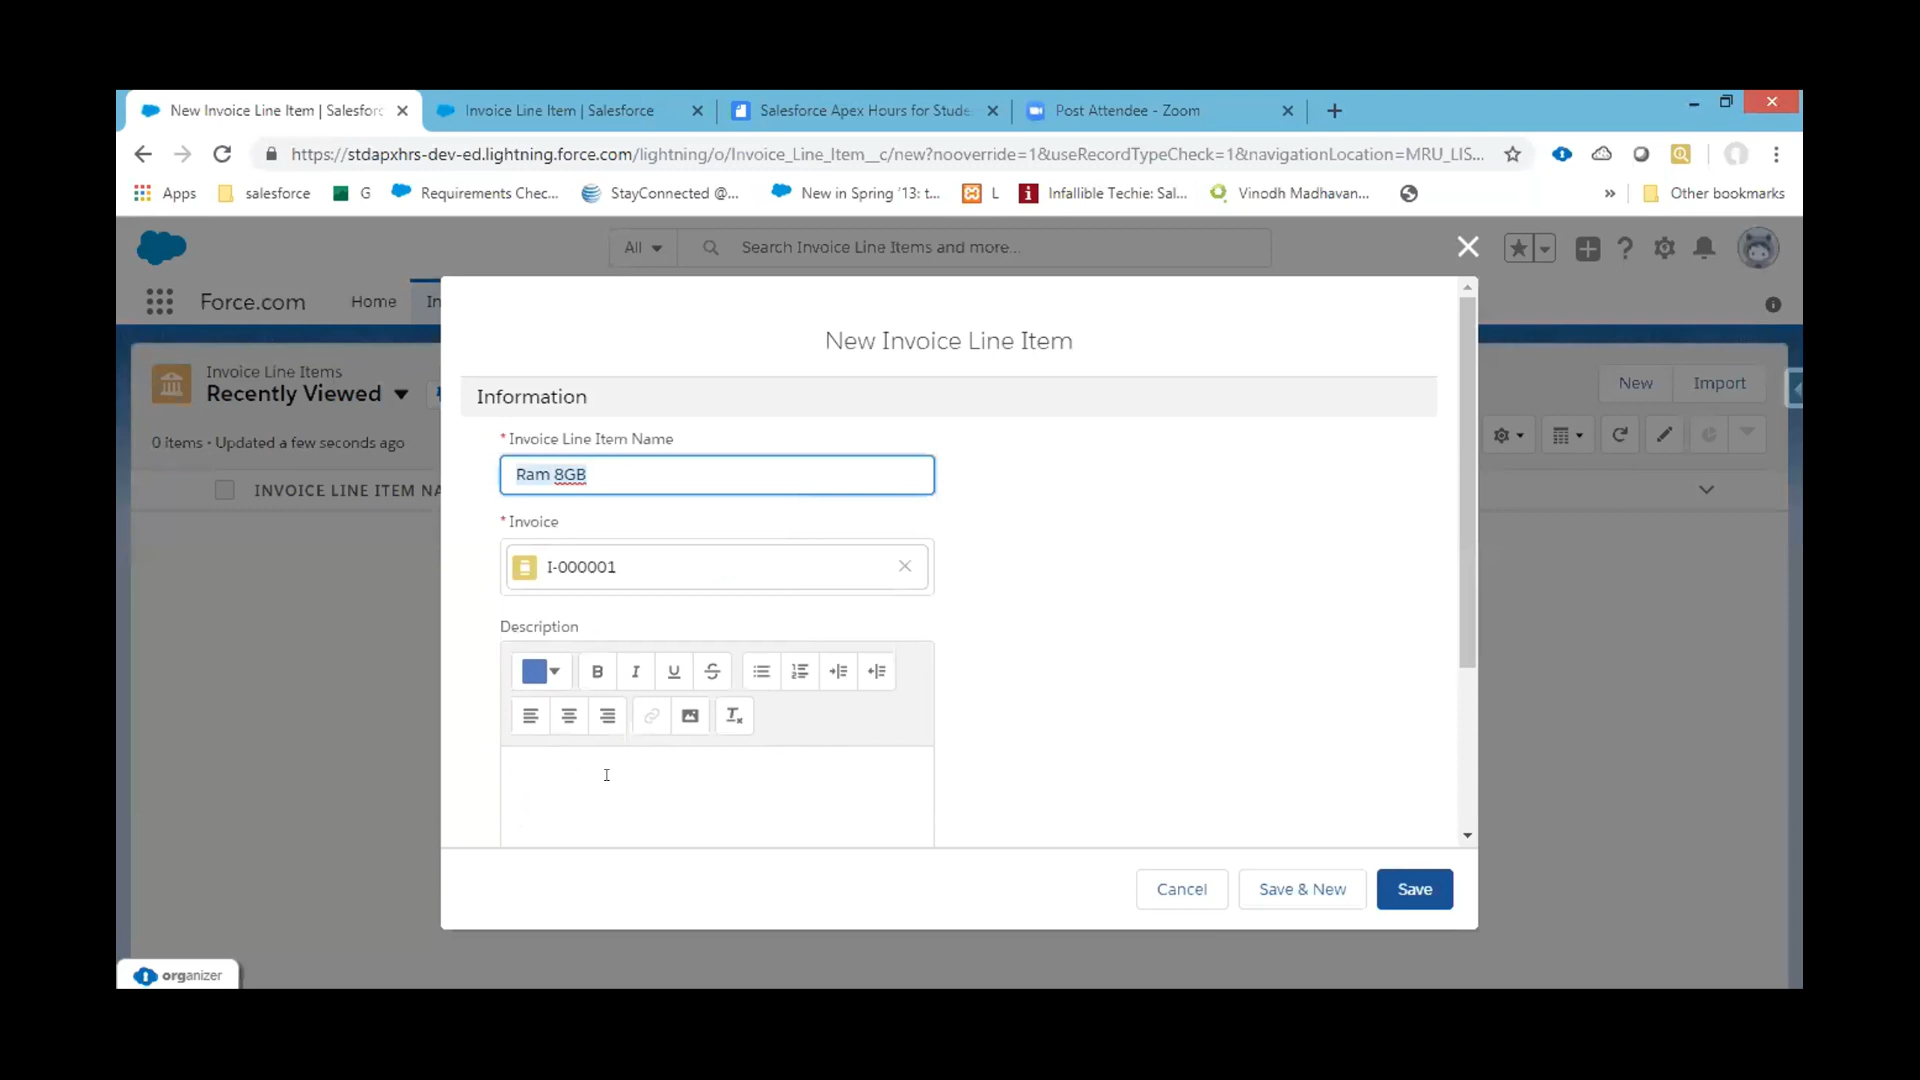 New Invoice Line Item | Salesforc
Invoice Line Item | Salesforce
Salesforce Apex Hours for Stude
Post Attendee - Zoom
https://stdapxhrs-dev-ed.lightning.force.com/lightning/o/Invoice_Line_Item__c/new?nooverride=1&useRecordTypeCheck=1&navigationLocation=MRU_LIS...
Apps
salesforce
G
Requirements Chec...
StayConnected @...
New in Spring '13: t...
L
Infallible Techie: Sal...
Vinodh Madhavan...
»
Other bookmarks
All
Search Invoice Line Items and more...
Force.com
Home
In
New Invoice Line Item
Invoice Line Items
Recently Viewed
New
Import
Information
0 items • Updated a few seconds ago
* Invoice Line Item Name
Ram 8GB
INVOICE LINE ITEM NA
* Invoice
I-000001
Description
B I U S
Cancel
Save & New
Save
organizer